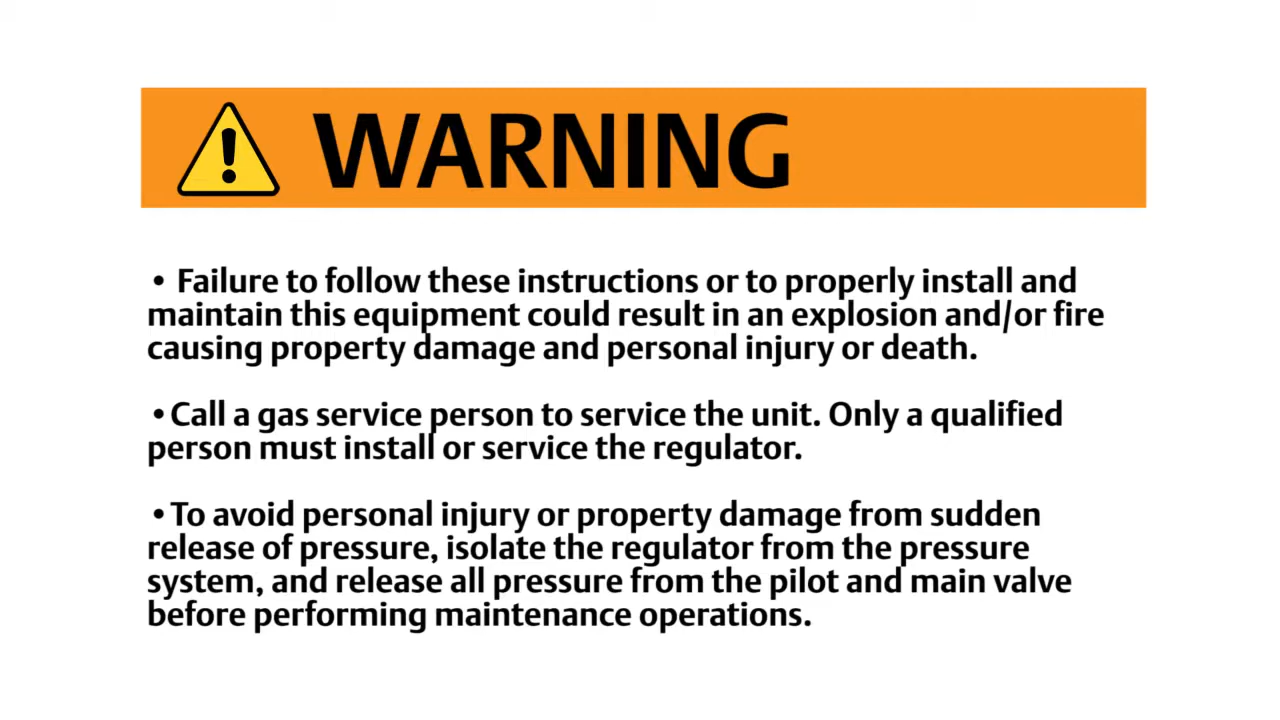 WARNING
• Failure to follow these instructions or to properly install and
maintain this equipment could result in an explosion and/or fire
causing property damage and personal injury or death.
•Call a gas service person to service the unit. Only a qualified
person must install or service the regulator.
•To avoid personal injury or property damage from sudden
release of pressure, isolate the regulator from the pressure
system, and release all pressure from the pilot and main valve
before performing maintenance operations.